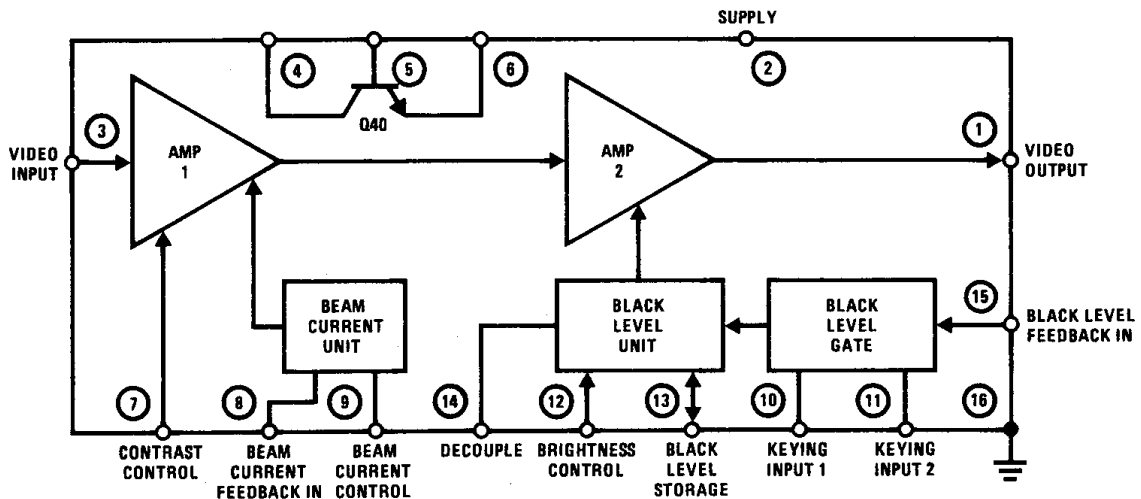 SUPPLY
4
5
6
2
Q40
3
1
VIDEO
INPUT
AMP
1
AMP
2
VIDEO
OUTPUT
BEAM
CURRENT
UNIT
BLACK
LEVEL
UNIT
BLACK
LEVEL
GATE
15
BLACK LEVEL
FEEDBACK IN
7
8
9
14
12
13
10
11
16
CONTRAST
CONTROL
BEAM
CURRENT
FEEDBACK IN
BEAM
CURRENT
CONTROL
DECOUPLE
BRIGHTNESS
CONTROL
BLACK
LEVEL
STORAGE
KEYING
INPUT 1
KEYING
INPUT 2